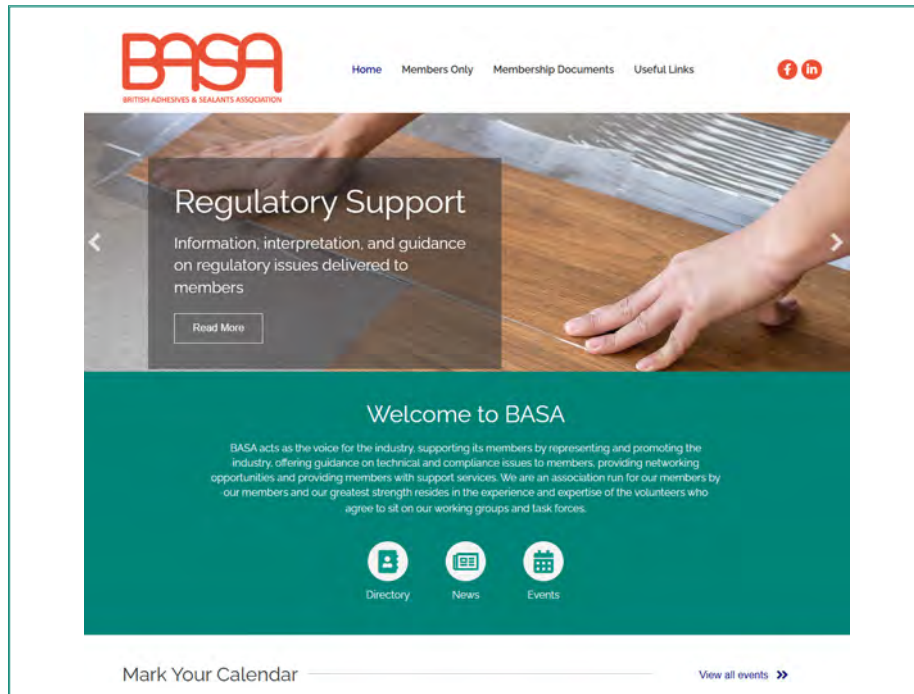 BASA
BRITISH ADHESIVES & SEALANTS ASSOCIATION
Home Members Only Membership Documents Useful Links
Regulatory Support
Information, interpretation, and guidance
on regulatory issues delivered to
members
Read More
Welcome to BASA
BASA acts as the voice for the industry, supporting its members by representing and promoting the
industry, offering guidance on technical and compliance issues to members, providing networking
opportunities and providing members with support services. We are an association run for our members by
our members and our greatest strength resides in the experience and expertise of the volunteers who
agree to sit on our working groups and task forces.
Directory News Events
Mark Your Calendar View all events